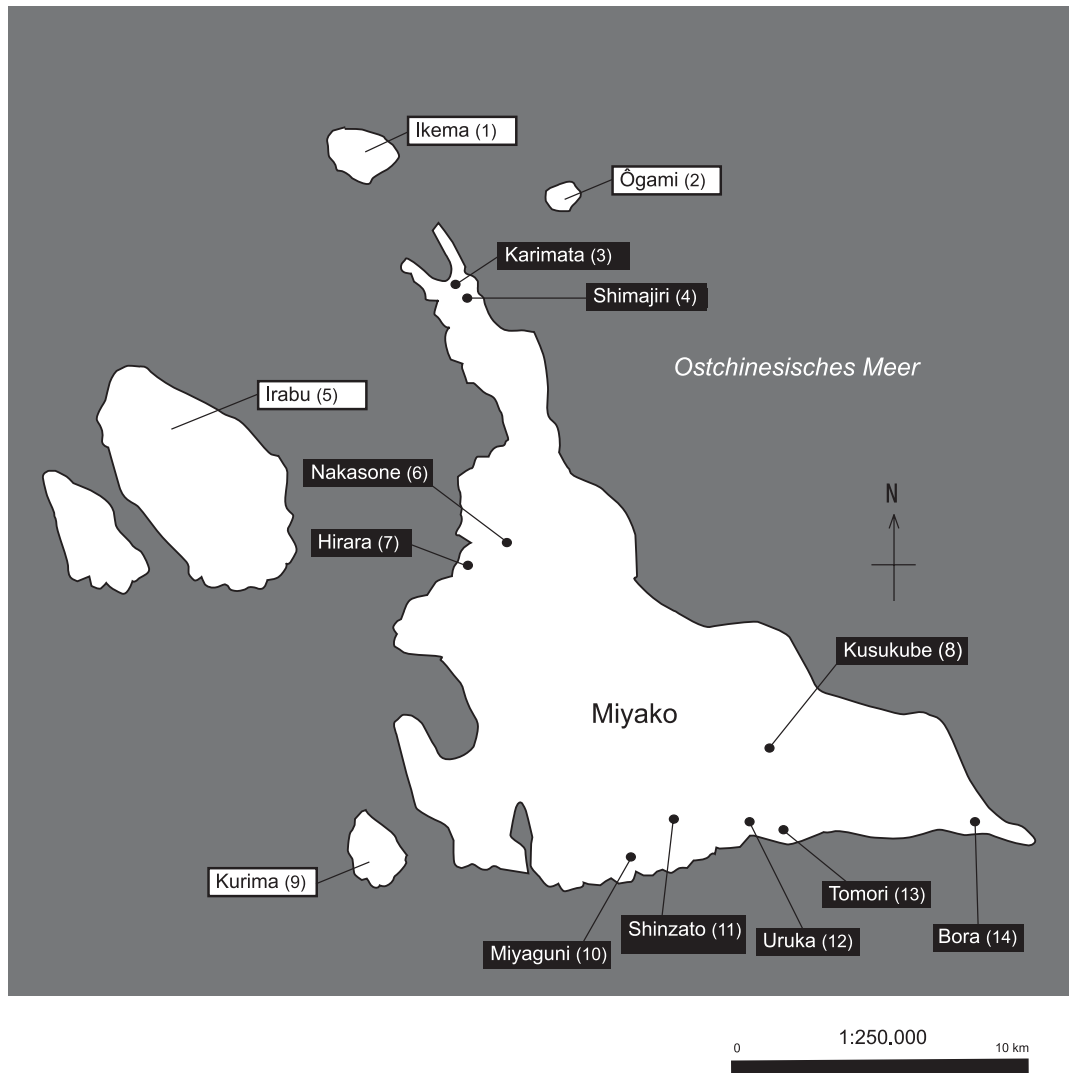 Ikema (1)
Ôgami (2)
Karimata (3)
Shimajiri (4)
Ostchinesisches Meer
Irabu (5)
Nakasone (6)
N
Hirara (7)
Kusukube (8)
Miyako
Kurima (9)
Tomori (13)
Shinzato (11)
Uruka (12)
Bora (14)
Miyaguni (10)
1:250.000
0 10 km